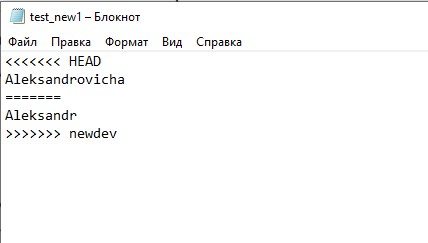 test_new1 – Блокнот
Файл Правка Формат Вид Справка
<<<<<<< HEAD
Aleksandrovicha
=======
Aleksandr
>>>>>>> newdev